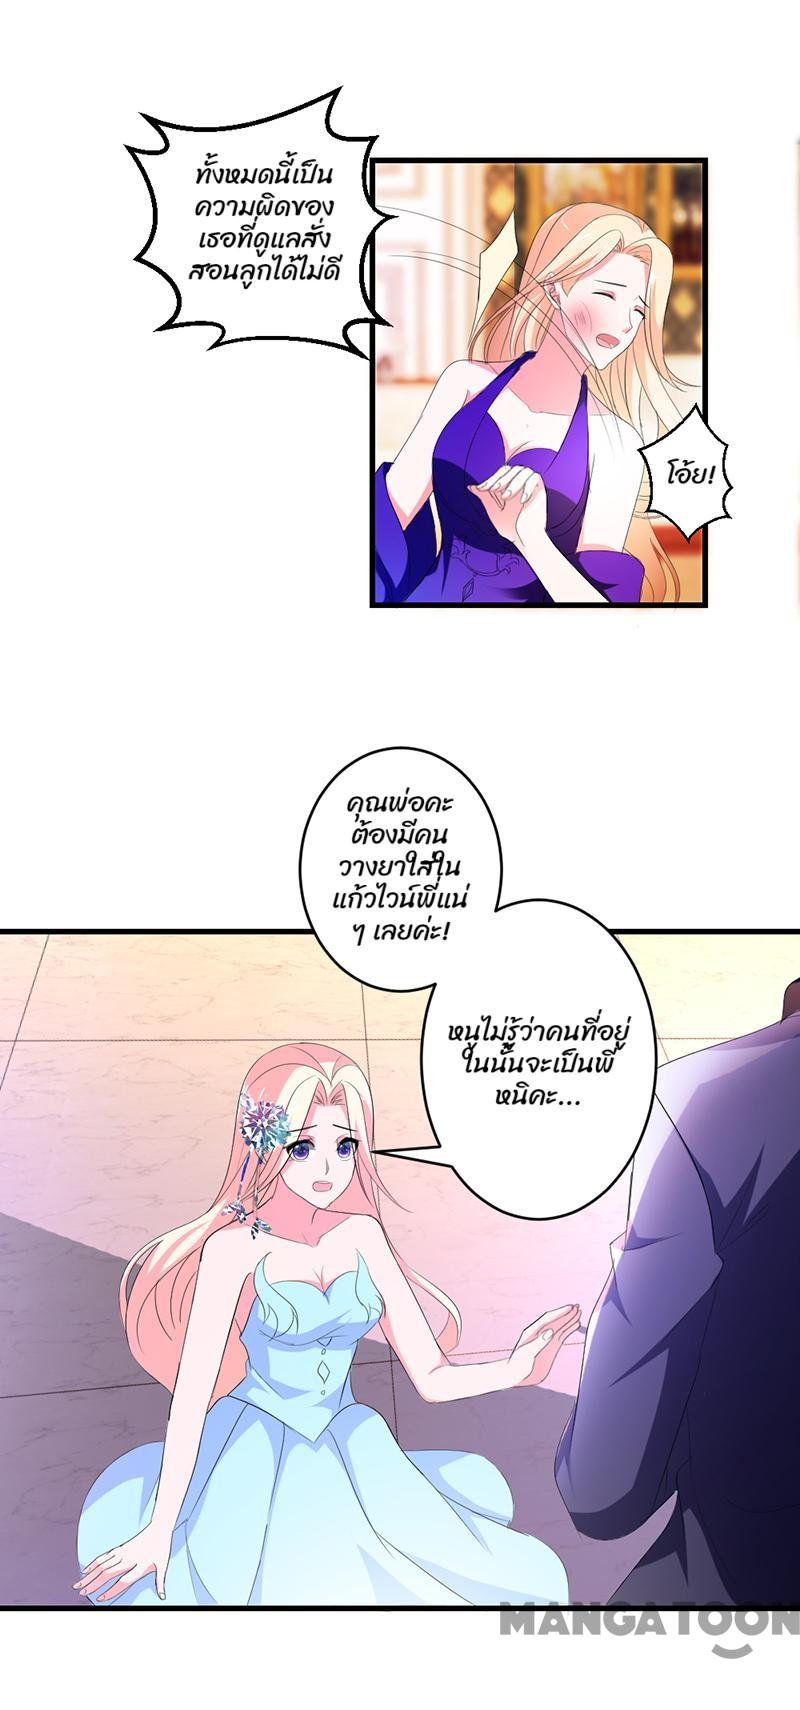 ทั้งหมดนี้เป็น
ความผิดของ
เธอที่ดูแลสั่ง
สอนลูกได้ไม่ดี
โอ้ย!
คุณพ่อคะ
ต้องมีคน
วางยาใส่ใน
แก้วไวน์พี่แน่
ๆ เลยค่ะ!
หนูไม่รู้ว่าคนที่อยู่
ในนั้นจะเป็นพี่
หนิคะ...
MANGATOON